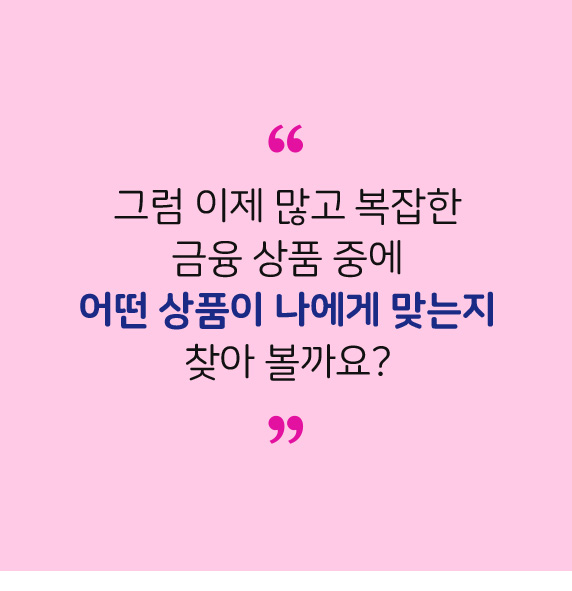 “
그럼 이제 많고 복잡한
금융 상품 중에
어떤 상품이 나에게 맞는지
찾아 볼까요?
”